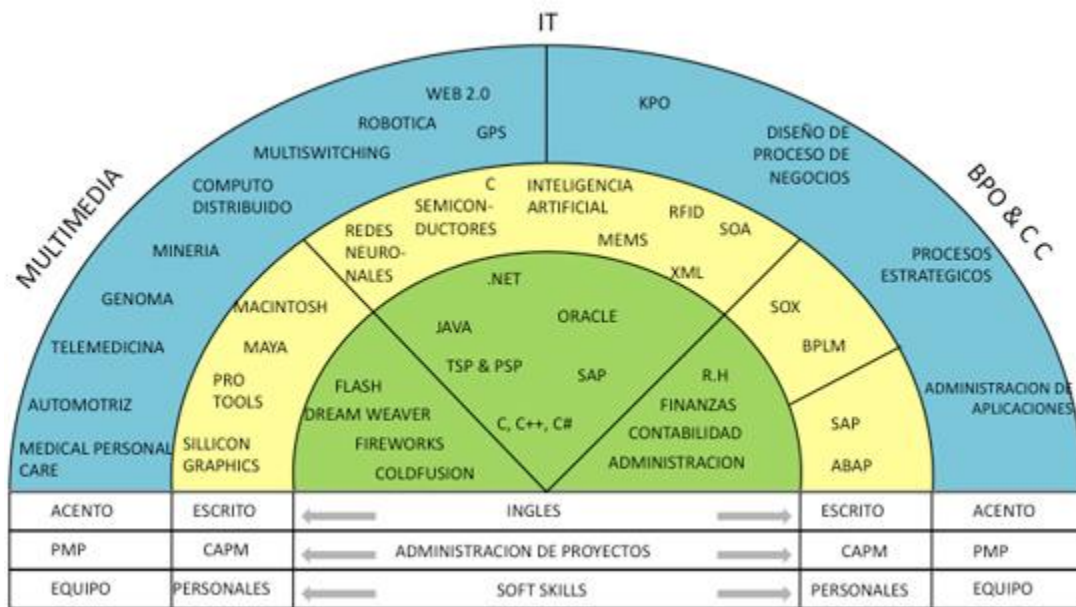 IT
MULTIMEDIA
BPO & C C
WEB 2.0
ROBOTICA
GPS
MULTISWITCHING
COMPUTO
DISTRIBUIDO
MINERIA
GENOMA
TELEMEDICINA
AUTOMOTRIZ
MEDICAL PERSONAL
CARE
KPO
DISEÑO DE
PROCESO DE
NEGOCIOS
PROCESOS
ESTRATEGICOS
ADMINISTRACION DE
APLICACIONES
MACINTOSH
MAYA
PRO
TOOLS
SILLICON
GRAPHICS
REDES
NEURO-
NALES
C
SEMICON-
DUCTORES
INTELIGENCIA
ARTIFICIAL
RFID
SOA
MEMS
XML
SOX
BPLM
SAP
ABAP
FLASH
DREAM WEAVER
FIREWORKS
COLDFUSION
.NET
JAVA
ORACLE
TSP & PSP
SAP
C, C++, C#
R.H
FINANZAS
CONTABILIDAD
ADMINISTRACION
ACENTO ESCRITO INGLES ESCRITO ACENTO
PMP CAPM ADMINISTRACION DE PROYECTOS CAPM PMP
EQUIPO PERSONALES SOFT SKILLS PERSONALES EQUIPO